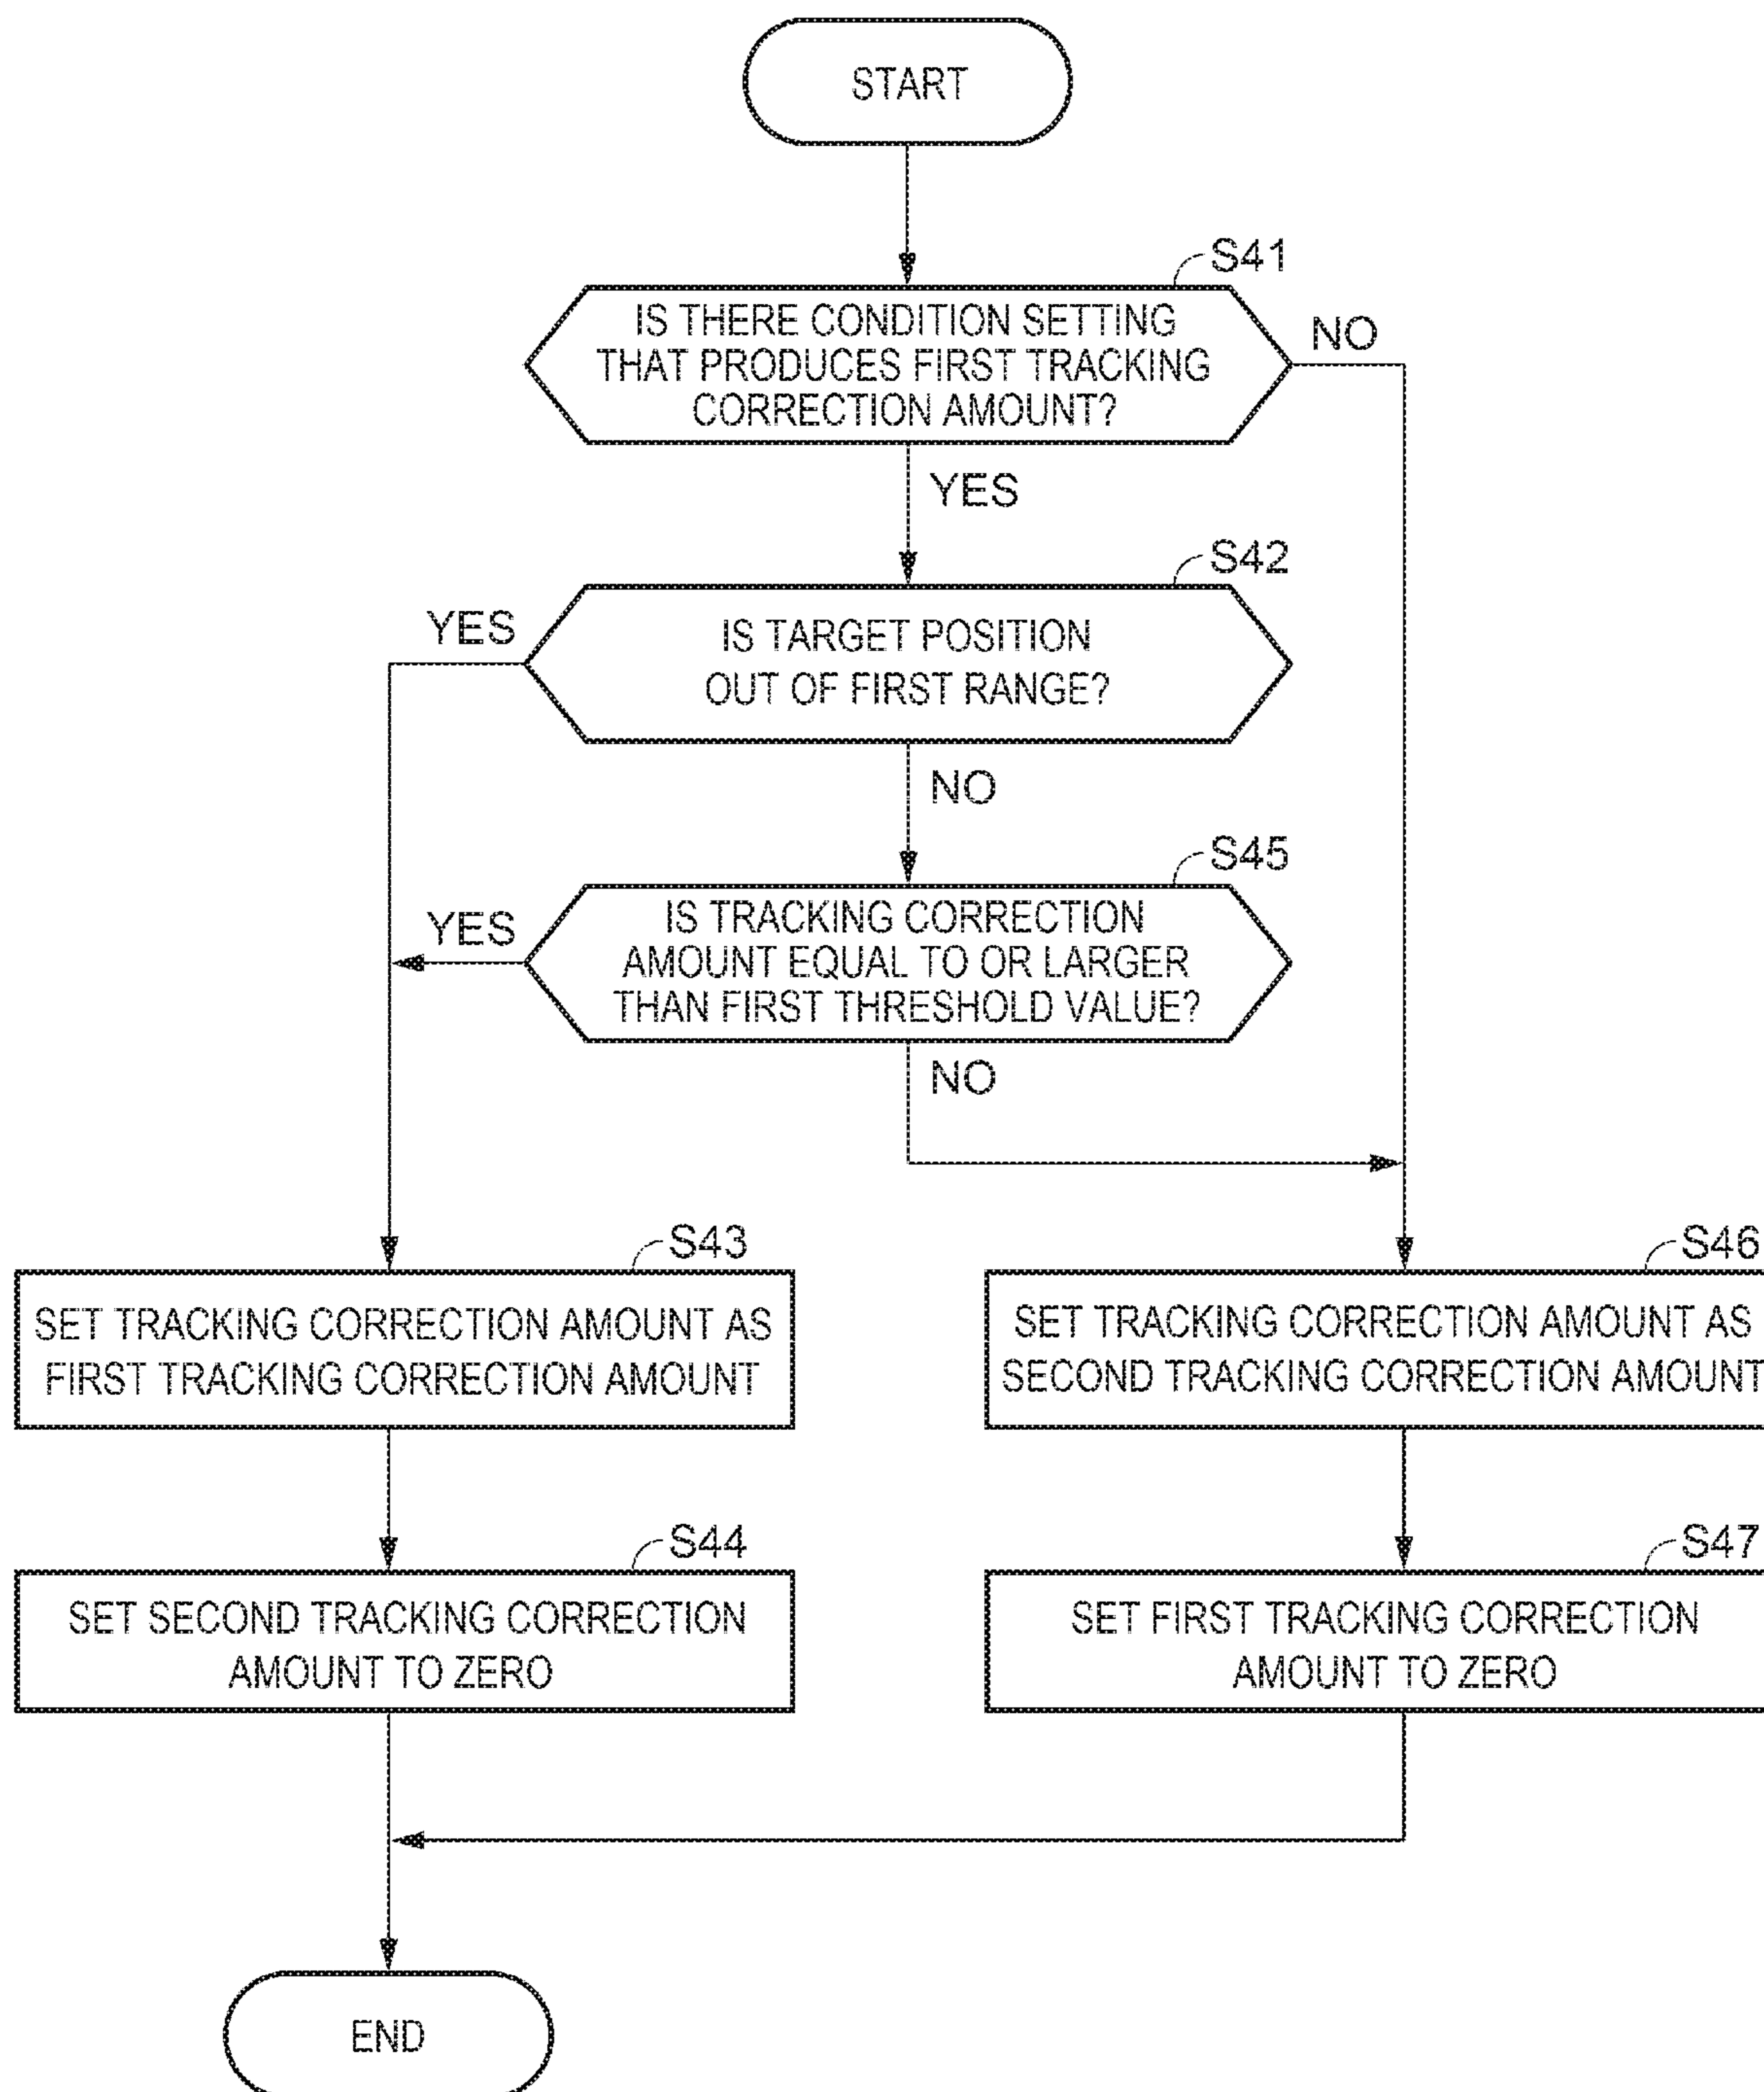 START
S41
IS THERE CONDITION SETTING
THAT PRODUCES FIRST TRACKING
CORRECTION AMOUNT?
NO
YES
S42
YES
IS TARGET POSITION
OUT OF FIRST RANGE?
NO
S45
YES
IS TRACKING CORRECTION
AMOUNT EQUAL TO OR LARGER
THAN FIRST THRESHOLD VALUE?
NO
S43
SET TRACKING CORRECTION AMOUNT AS
FIRST TRACKING CORRECTION AMOUNT
S46
SET TRACKING CORRECTION AMOUNT AS
SECOND TRACKING CORRECTION AMOUNT
S44
SET SECOND TRACKING CORRECTION
AMOUNT TO ZERO
S47
SET FIRST TRACKING CORRECTION
AMOUNT TO ZERO
END